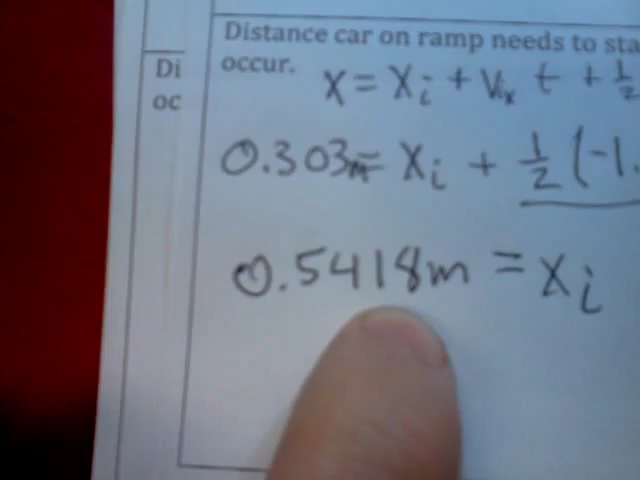 Distance car on ramp needs to sta
occur.
Di
oc
x = xi + Vix t + 1/2
0.303m = xi + 1/2 (-1.
0.5418m = xi